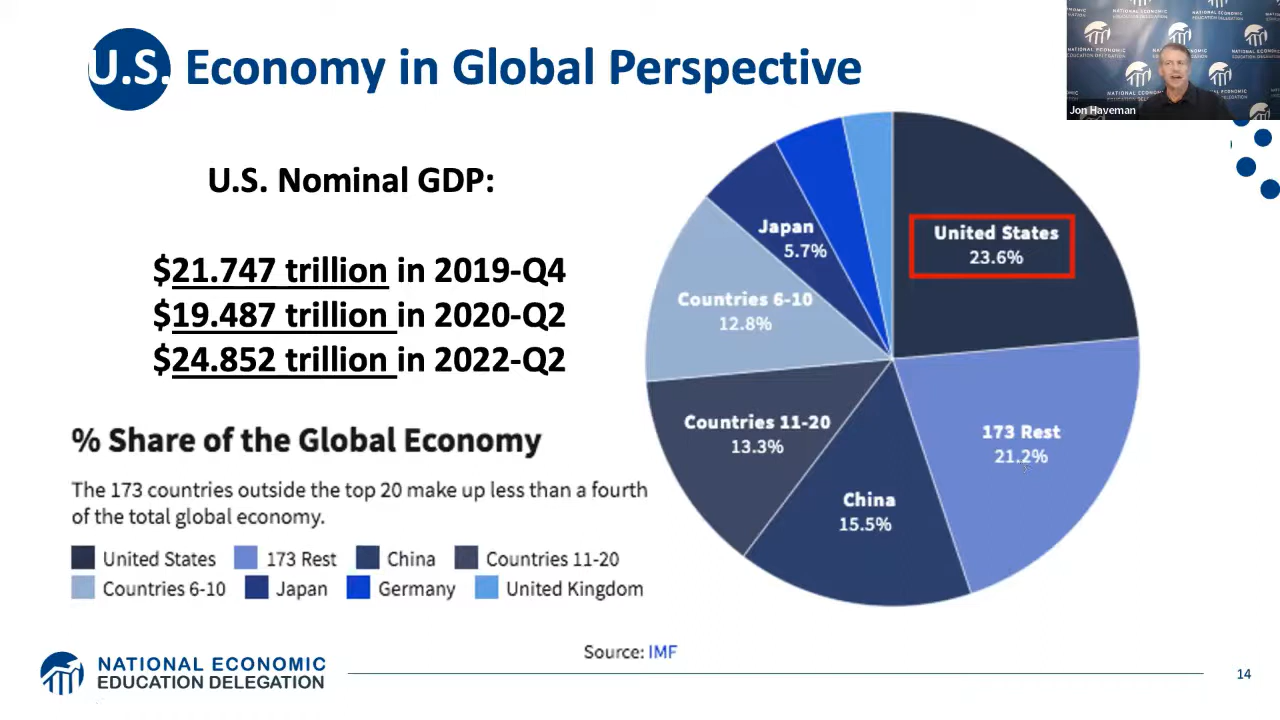 U.S. Economy in Global Perspective
U.S. Nominal GDP:
$21.747 trillion in 2019-Q4
$19.487 trillion in 2020-Q2
$24.852 trillion in 2022-Q2
% Share of the Global Economy
The 173 countries outside the top 20 make up less than a fourth
of the total global economy.
United States 173 Rest China Countries 11-20
Countries 6-10 Japan Germany United Kingdom
United States
23.6%
173 Rest
21.2%
China
15.5%
Countries 11-20
13.3%
Countries 6-10
12.8%
Japan
5.7%
Source: IMF
NATIONAL ECONOMIC
EDUCATION DELEGATION
14
NATIONAL ECONOMIC
EDUCATION DELEGATION
Jon Haveman